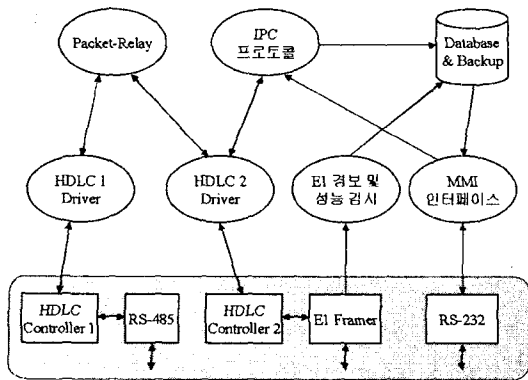 Packet-Relay
IPC
프로토콜
Database
& Backup
HDLC 1
Driver
HDLC 2
Driver
E1 경보 및
성능 감시
MMI
인터페이스
HDLC
Controller 1
RS-485
HDLC
Controller 2
E1 Framer
RS-232